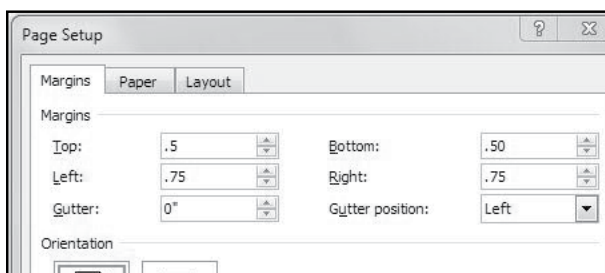 Page Setup
Margins Paper Layout
Margins
Top: .5 Bottom: .50
Left: .75 Right: .75
Gutter: 0" Gutter position: Left
Orientation